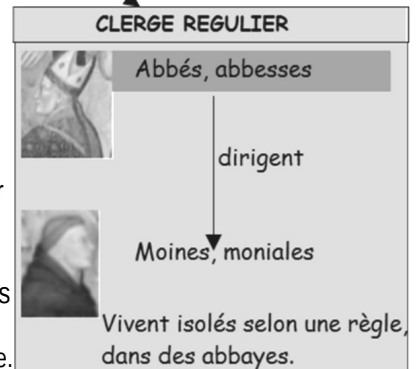 CLERGE REGULIER
Abbés, abbesses
dirigent
r
Moines, moniales
s
Vivent isolés selon une règle,
e. dans des abbayes.